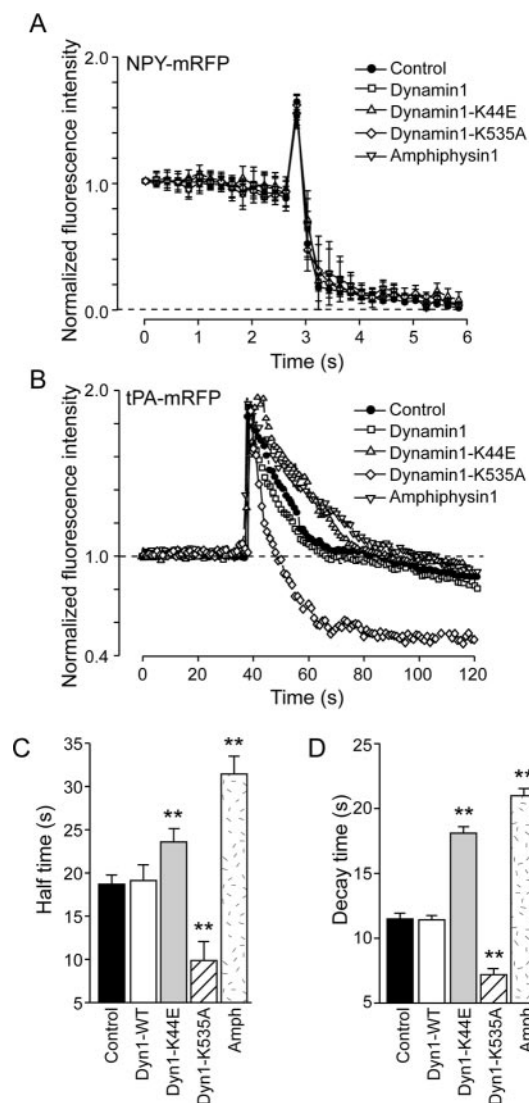 A
NPY-mRFP
Normalized fluorescence intensity
2.0
1.0
0.0
Control
Dynamin1
Dynamin1-K44E
Dynamin1-K535A
Amphiphysin1
0 1 2 3 4 5 6
Time (s)
B
tPA-mRFP
Normalized fluorescence intensity
2.0
1.0
0.4
Control
Dynamin1
Dynamin1-K44E
Dynamin1-K535A
Amphiphysin1
0 20 40 60 80 100 120
Time (s)
C
Half time (s)
35
30
25
20
15
10
5
**
**
**
Control
Dyn1-WT
Dyn1-K44E
Dyn1-K535A
Amph
D
Decay time (s)
25
20
15
10
5
**
**
**
Control
Dyn1-WT
Dyn1-K44E
Dyn1-K535A
Amph